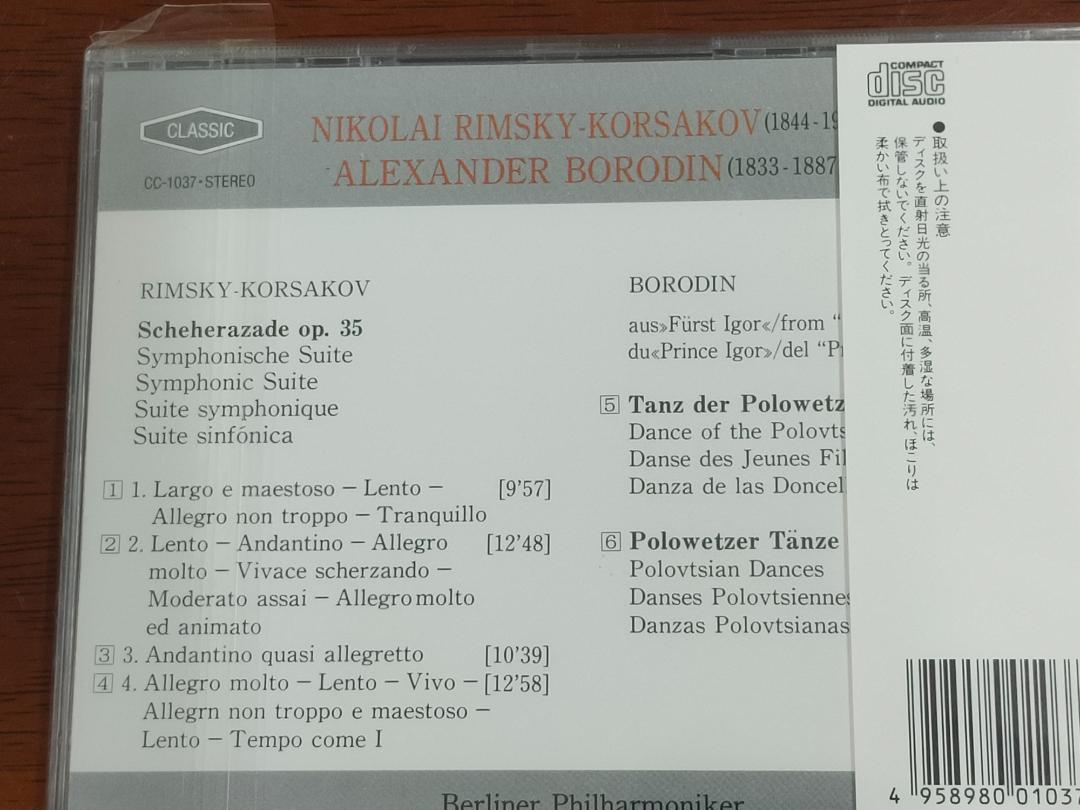 CLASSIC
CC-1037・STEREO
NIKOLAI RIMSKY-KORSAKOV(1844-19
ALEXANDER BORODIN(1833-1887
RIMSKY-KORSAKOV
Scheherazade op. 35
Symphonische Suite
Symphonic Suite
Suite symphonique
Suite sinfónica
1 1. Largo e maestoso – Lento – [9'57]
Allegro non troppo – Tranquillo
2 2. Lento – Andantino – Allegro [12'48]
molto – Vivace scherzando –
Moderato assai – Allegro molto
ed animato
3 3. Andantino quasi allegretto [10'39]
4 4. Allegro molto – Lento – Vivo – [12'58]
Allegrn non troppo e maestoso –
Lento – Tempo come I
BORODIN
aus»Fürst Igor«/from “
du«Prince Igor»/del “Pr
5 Tanz der Polowetz
Dance of the Polovts
Danse des Jeunes Fil
Danza de las Doncel
6 Polowetzer Tänze
Polovtsian Dances
Danses Polovtsiennes
Danzas Polovtsianas
Berliner Philharmoniker
COMPACT
disc
DIGITAL AUDIO
●取扱い上の注意
ディスクを直射日光の当る所、高温、多湿な場所には、
保管しないでください。ディスク面に付着した汚れ、ほこりは
柔かい布で拭きとってください。
4 958980 01037